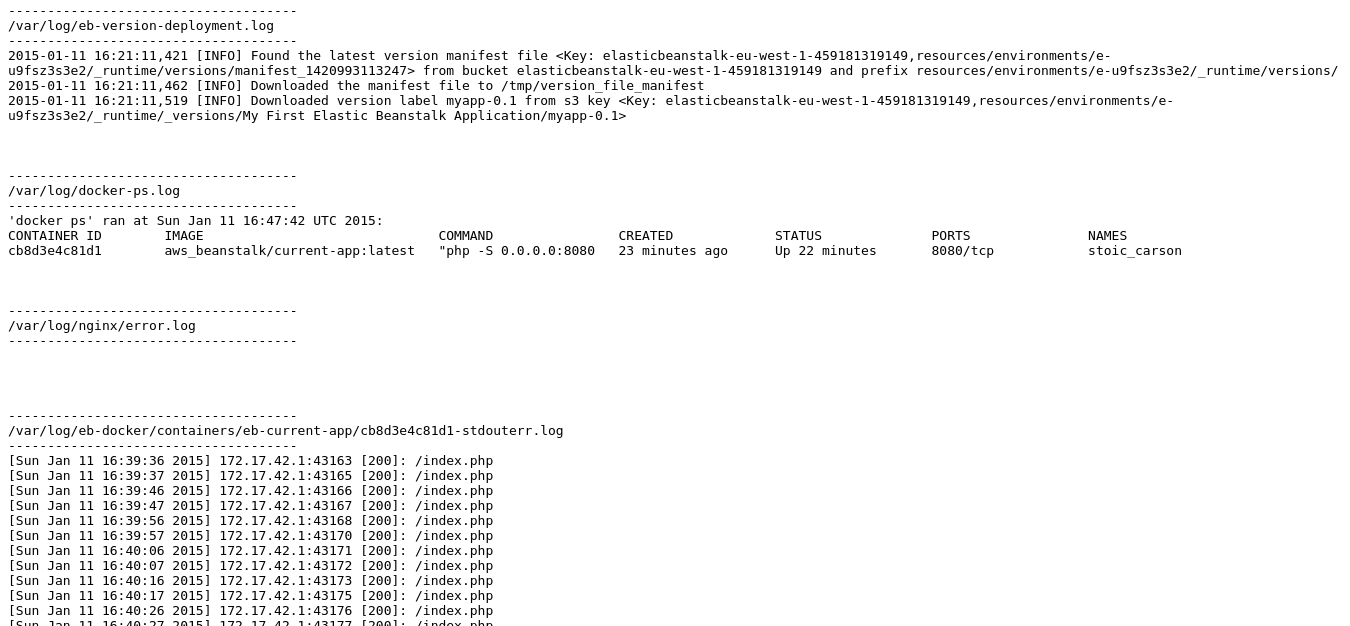 -------------------------------------
/var/log/eb-version-deployment.log
-------------------------------------
2015-01-11 16:21:11,421 [INFO] Found the latest version manifest file <Key: elasticbeanstalk-eu-west-1-459181319149,resources/environments/e-
u9fsz3s3e2/_runtime/versions/manifest_1420993113247> from bucket elasticbeanstalk-eu-west-1-459181319149 and prefix resources/environments/e-u9fsz3s3e2/_runtime/versions/
2015-01-11 16:21:11,462 [INFO] Downloaded the manifest file to /tmp/version_file_manifest
2015-01-11 16:21:11,519 [INFO] Downloaded version label myapp-0.1 from s3 key <Key: elasticbeanstalk-eu-west-1-459181319149,resources/environments/e-
u9fsz3s3e2/_runtime/_versions/My First Elastic Beanstalk Application/myapp-0.1>
-------------------------------------
/var/log/docker-ps.log
-------------------------------------
'docker ps' ran at Sun Jan 11 16:47:42 UTC 2015:
CONTAINER ID        IMAGE                              COMMAND                CREATED             STATUS              PORTS               NAMES
cb8d3e4c81d1        aws_beanstalk/current-app:latest   "php -S 0.0.0.0:8080   23 minutes ago      Up 22 minutes       8080/tcp            stoic_carson
-------------------------------------
/var/log/nginx/error.log
-------------------------------------
-------------------------------------
/var/log/eb-docker/containers/eb-current-app/cb8d3e4c81d1-stdouterr.log
-------------------------------------
[Sun Jan 11 16:39:36 2015] 172.17.42.1:43163 [200]: /index.php
[Sun Jan 11 16:39:37 2015] 172.17.42.1:43165 [200]: /index.php
[Sun Jan 11 16:39:46 2015] 172.17.42.1:43166 [200]: /index.php
[Sun Jan 11 16:39:47 2015] 172.17.42.1:43167 [200]: /index.php
[Sun Jan 11 16:39:56 2015] 172.17.42.1:43168 [200]: /index.php
[Sun Jan 11 16:39:57 2015] 172.17.42.1:43170 [200]: /index.php
[Sun Jan 11 16:40:06 2015] 172.17.42.1:43171 [200]: /index.php
[Sun Jan 11 16:40:07 2015] 172.17.42.1:43172 [200]: /index.php
[Sun Jan 11 16:40:16 2015] 172.17.42.1:43173 [200]: /index.php
[Sun Jan 11 16:40:17 2015] 172.17.42.1:43175 [200]: /index.php
[Sun Jan 11 16:40:26 2015] 172.17.42.1:43176 [200]: /index.php
[Sun Jan 11 16:40:27 2015] 172.17.42.1:43177 [200]: /index.php